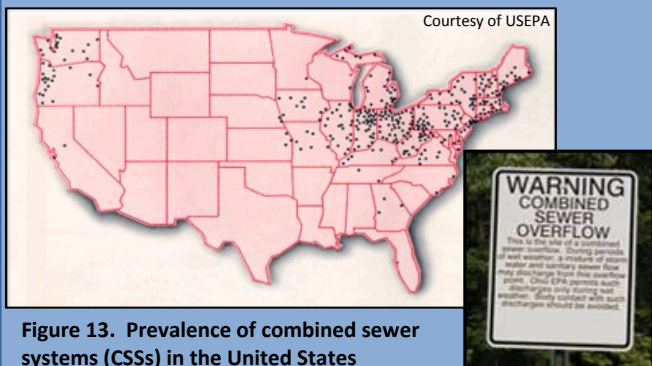 Courtesy of USEPA
WARNING
COMBINED
SEWER
OVERFLOW
This is the site of a combined
sewer overflow. During periods
of wet weather, a mixture of storm
water and sanitary sewer flow
may discharge from this overflow
point. Ohio EPA permits such
discharges only during wet
weather. Body contact with such
discharges should be avoided.
Figure 13. Prevalence of combined sewer
systems (CSSs) in the United States